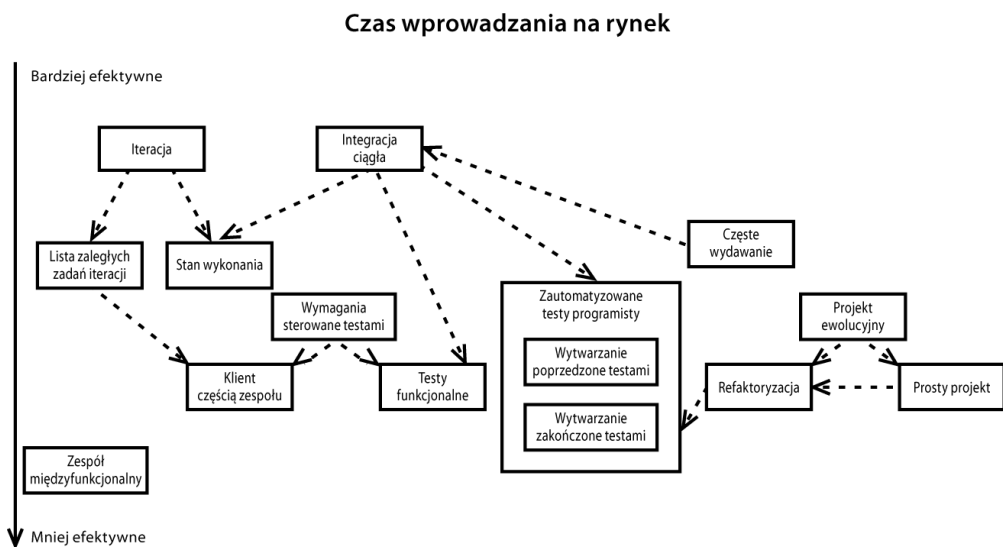 Czas wprowadzania na rynek
Bardziej efektywne
Iteracja
Integracja
ciągła
Częste
wydawanie
Lista zaległych
zadań iteracji
Stan wykonania
Wymagania
sterowane testami
Zautomatyzowane
testy programisty
Projekt
ewolucyjny
Wytwarzanie
poprzedzone testami
Klient
częścią zespołu
Testy
funkcjonalne
Refaktoryzacja
Prosty projekt
Wytwarzanie
zakończone testami
Zespół
międzyfunkcjonalny
Mniej efektywne